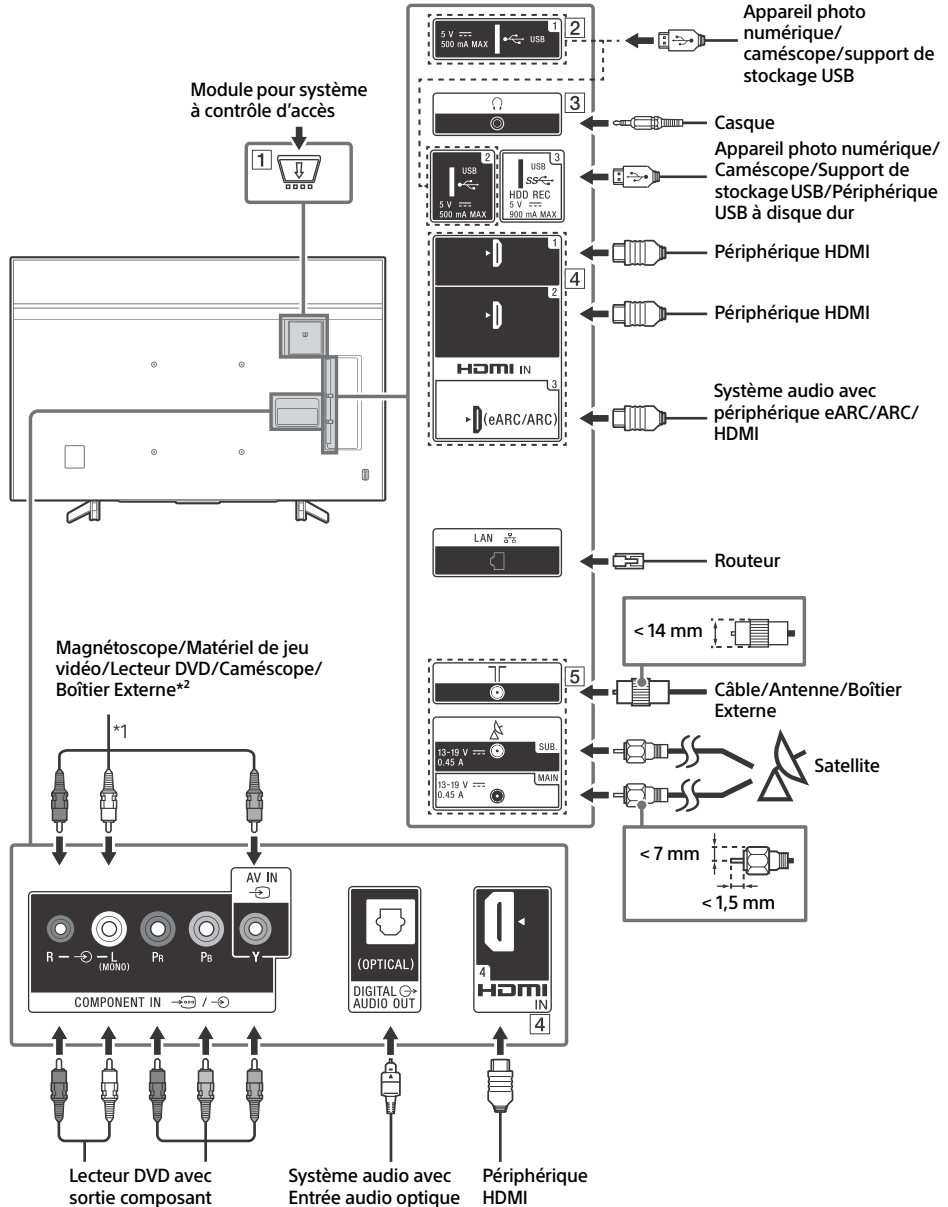 Appareil photo
numérique/
caméscope/support de
stockage USB
5 V
500 mA MAX
USB
1
2
Module pour système
à contrôle d'accès
1
3
Casque
Appareil photo numérique/
Caméscope/Support de
stockage USB/Périphérique
USB à disque dur
2
USB
5 V
500 mA MAX
3
USB
SS
HDD REC
5 V
900 mA MAX
1
4
Périphérique HDMI
2
Périphérique HDMI
HDMI IN
3
(eARC/ARC)
Système audio avec
périphérique eARC/ARC/
HDMI
LAN
Routeur
< 14 mm
5
Câble/Antenne/Boîtier
Externe
13-19 V
0.45 A
SUB.
13-19 V
0.45 A
MAIN
Satellite
< 7 mm
< 1,5 mm
Magnétoscope/Matériel de jeu
vidéo/Lecteur DVD/Caméscope/
Boîtier Externe*2
*1
AV IN
R — L
(MONO)
PR
PB
Y
COMPONENT IN /
(OPTICAL)
DIGITAL
AUDIO OUT
4
HDMI
IN
4
Lecteur DVD avec
sortie composant
Système audio avec
Entrée audio optique
Périphérique
HDMI